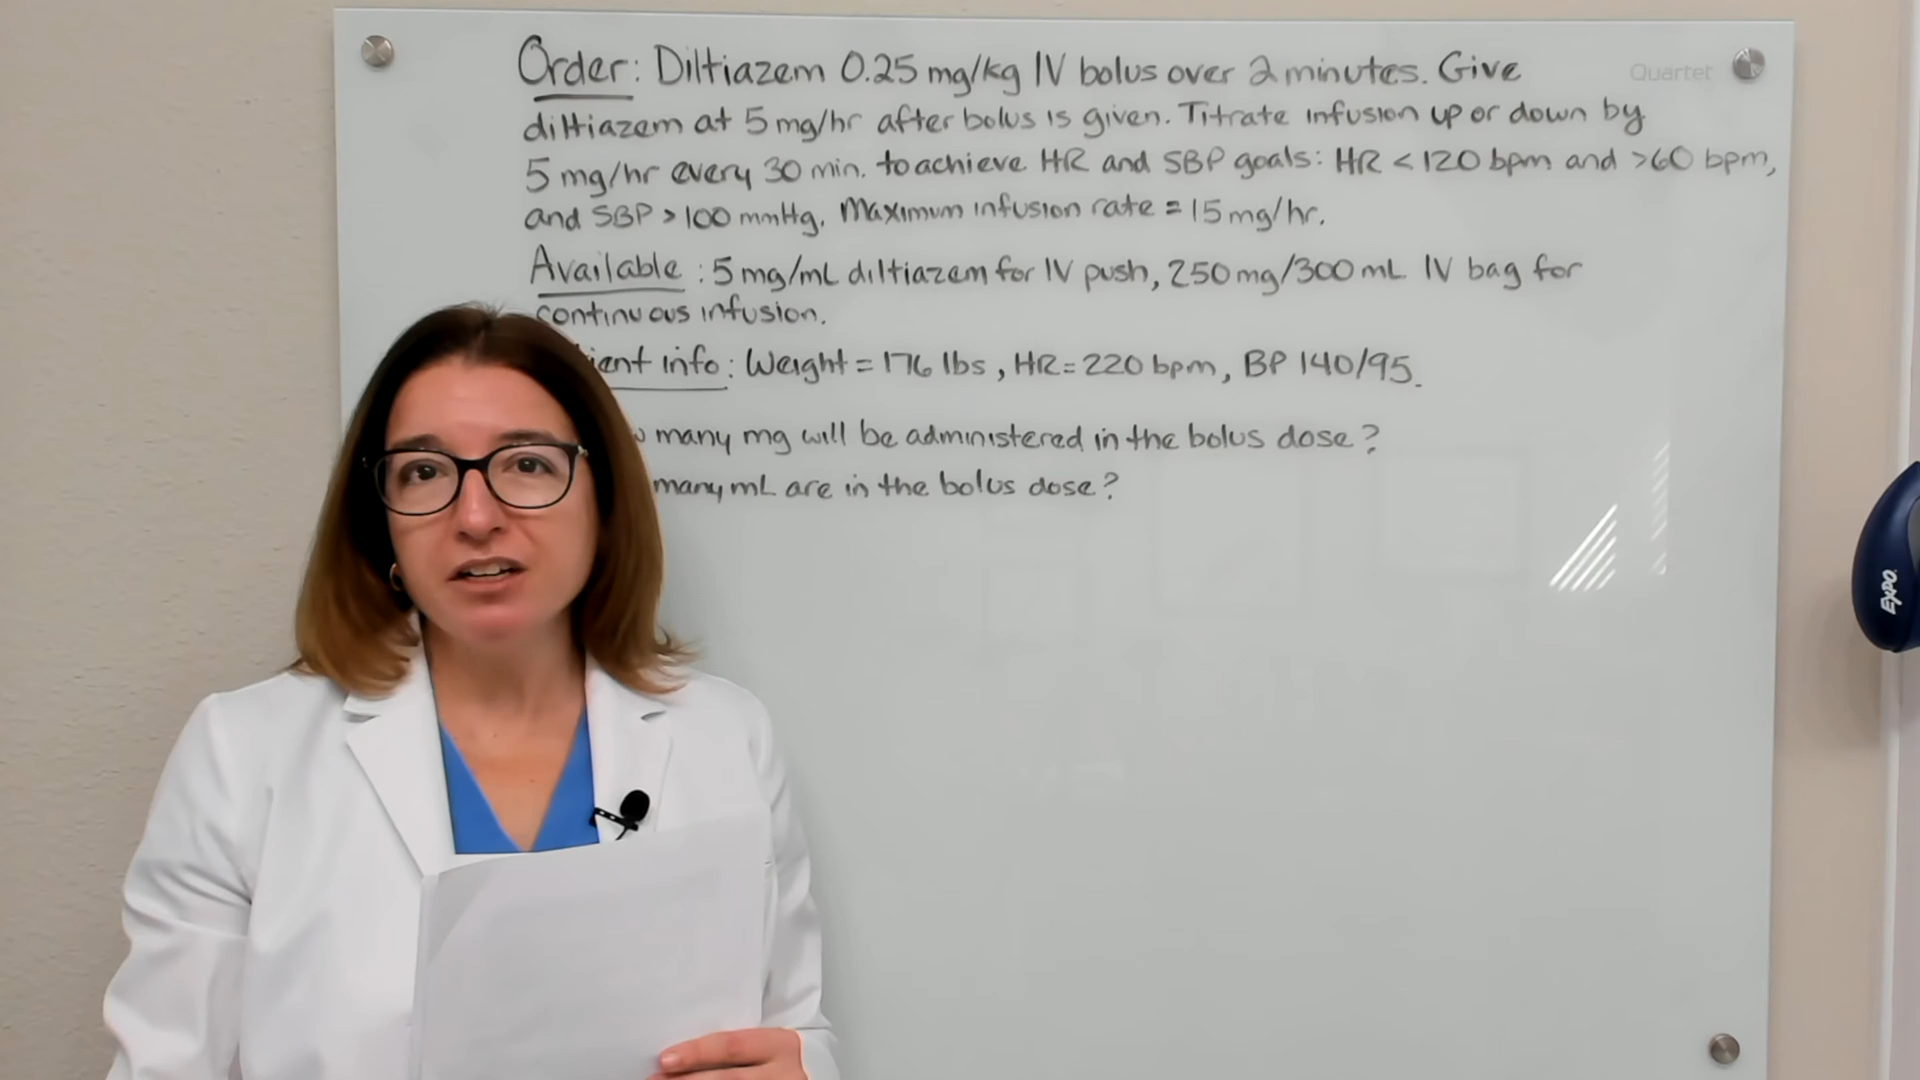 Order: Diltiazem 0.25 mg/kg IV bolus over 2 minutes. Give
Quartet
diltiazem at 5 mg/hr after bolus is given. Titrate infusion up or down by
5 mg/hr every 30 min. to achieve HR and SBP goals: HR < 120 bpm and >60 bpm,
and SBP > 100 mmHg. Maximum infusion rate = 15 mg/hr.
Available: 5 mg/mL diltiazem for IV push, 250 mg/300 mL IV bag for
continuous infusion.
info: Weight = 176 lbs, HR = 220 bpm, BP 140/95.
many mg will be administered in the bolus dose?
many mL are in the bolus dose?
EXPO